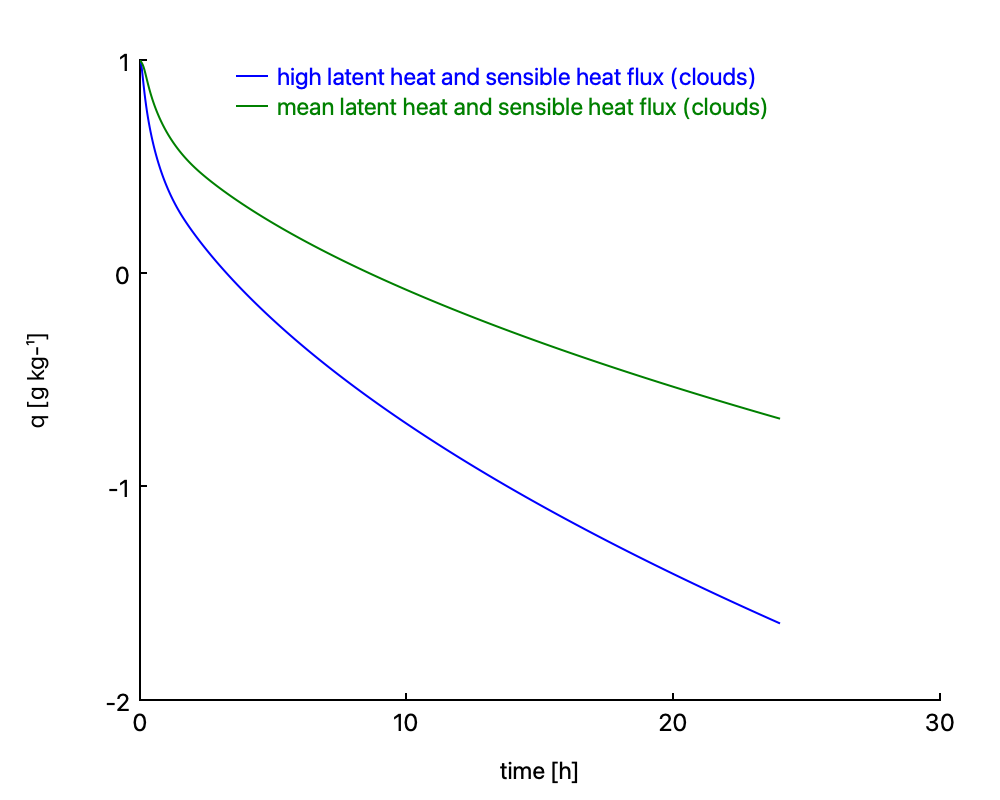 high latent heat and sensible heat flux (clouds)
mean latent heat and sensible heat flux (clouds)
1
0
-1
-2
q [g kg-¹]
0 10 20 30
time [h]